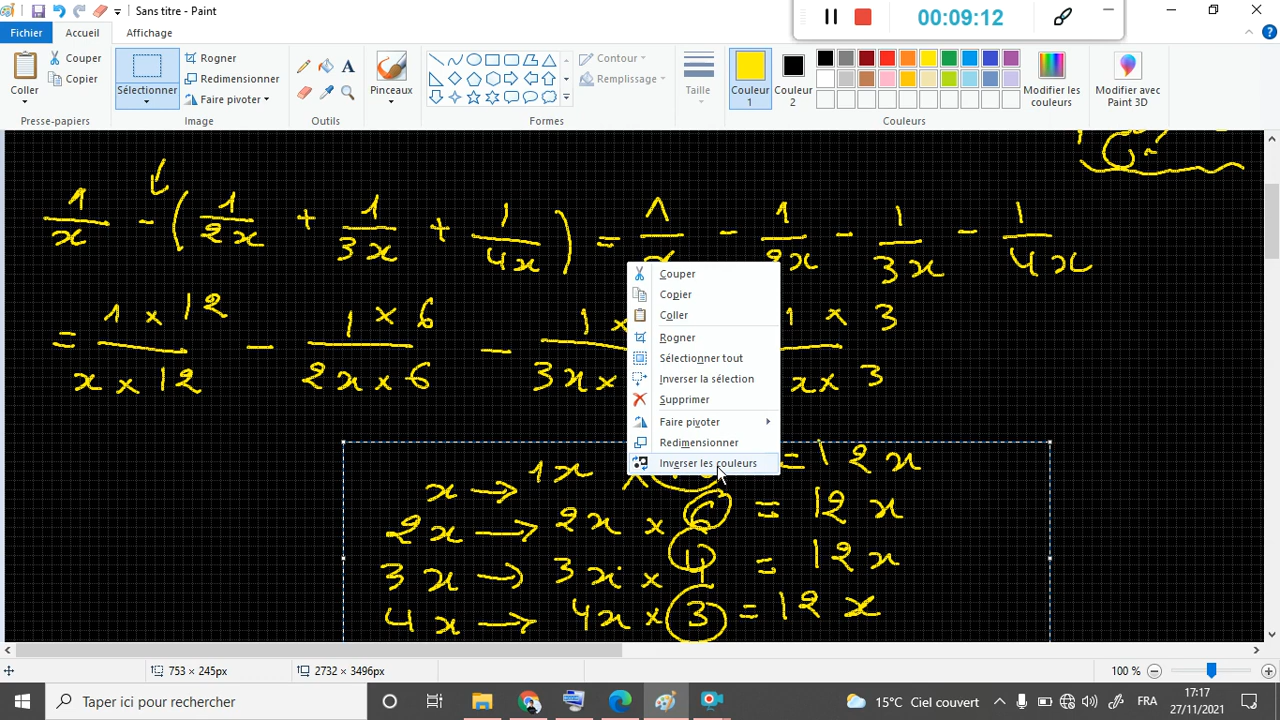 Sans titre - Paint
00:09:12
Fichier Accueil Affichage
Coller Couper Copier
Presse-papiers
Sélectionner Rogner Redimensionner Faire pivoter
Image
Outils
Pinceaux
Contour Remplissage
Formes
Taille
Couleur 1 Couleur 2
Modifier les couleurs
Modifier avec Paint 3D
Couleurs
1/x - (1/2x + 1/3x + 1/4x) = 1/x - 1/2x - 1/3x - 1/4x
= 1 x 12 / x x 12 - 1 x 6 / 2x x 6 - 1 x / 3x x 1 x 3 / x x 3
Couper
Copier
Coller
Rogner
Sélectionner tout
Inverser la sélection
Supprimer
Faire pivoter
Redimensionner
Inverser les couleurs
x → 1x x = 12x
2x → 2x x 6 = 12x
3x → 3x x 4 = 12x
4x → 4x x 3 = 12x
753 × 245px 2732 × 3496px 100 %
Taper ici pour rechercher
15°C Ciel couvert
FRA
17:17
27/11/2021